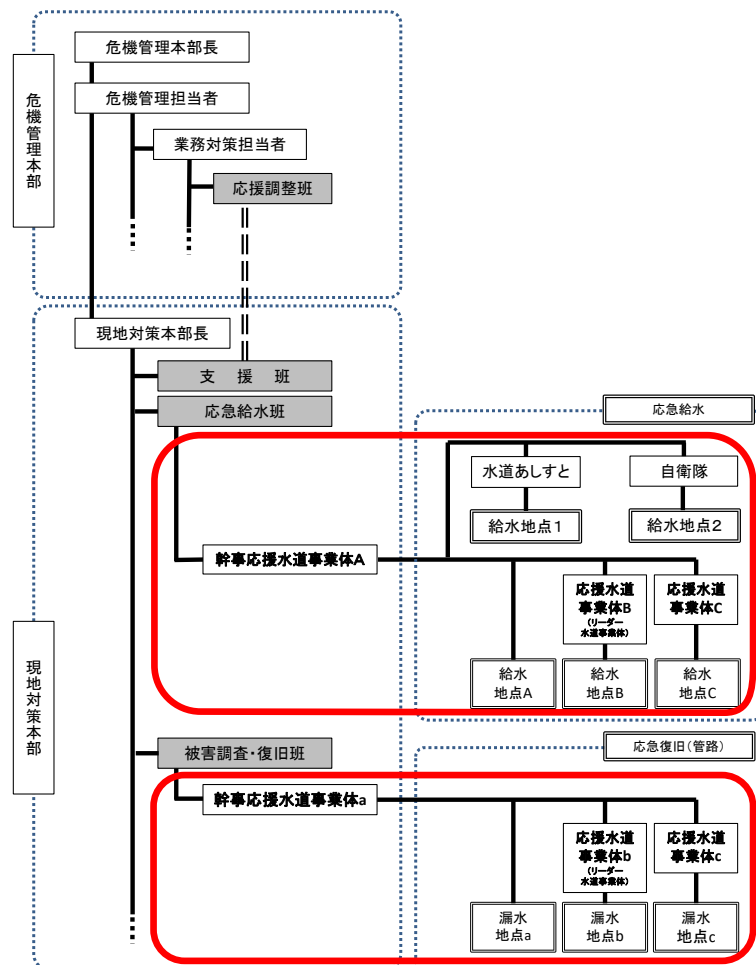 危機管理本部
危機管理本部長
危機管理担当者
業務対策担当者
応援調整班
現地対策本部
現地対策本部長
支 援 班
応急給水班
応急給水
水道あしすと
自衛隊
給水地点1
給水地点2
幹事応援水道事業体A
応援水道
事業体B
(リーダー
水道事業体)
応援水道
事業体C
給水
地点A
給水
地点B
給水
地点C
被害調査・復旧班
応急復旧(管路)
幹事応援水道事業体a
応援水道
事業体b
(リーダー
水道事業体)
応援水道
事業体c
漏水
地点a
漏水
地点b
漏水
地点c